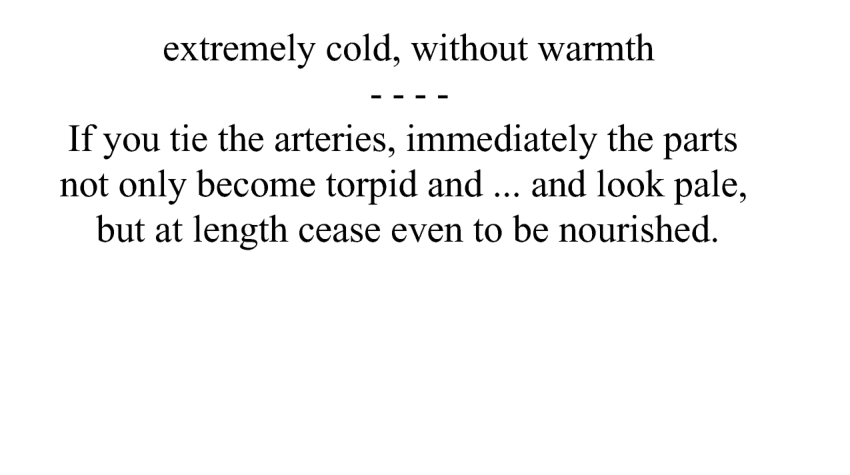 extremely cold, without warmth
- - - -
If you tie the arteries, immediately the parts
not only become torpid and ... and look pale,
but at length cease even to be nourished.